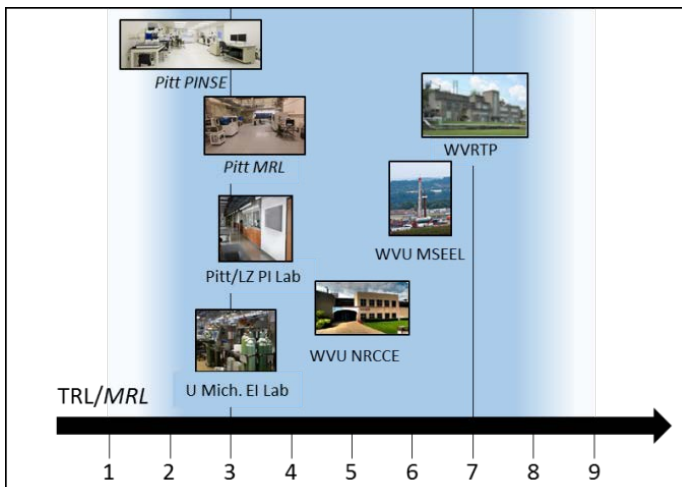 Pitt PINSE
WVRTP
Pitt MRL
WVU MSEEL
Pitt/LZ PI Lab
WVU NRCCE
U Mich. EI Lab
TRL/MRL
1 2 3 4 5 6 7 8 9